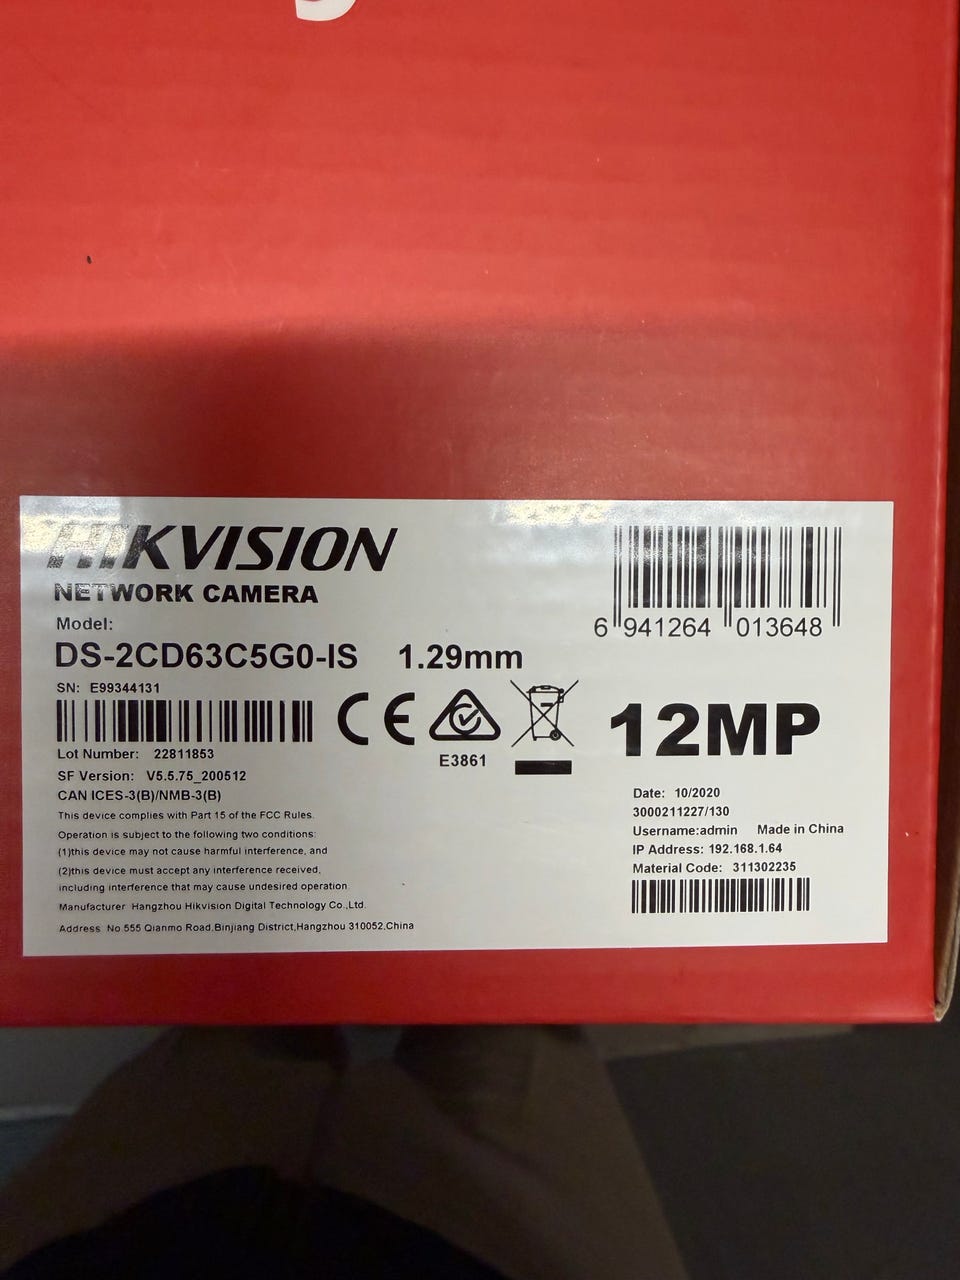 HIKVISION
NETWORK CAMERA
Model:
DS-2CD63C5G0-IS 1.29mm
SN: E99344131
Lot Number: 22811853
SF Version: V5.5.75_200512
CAN ICES-3(B)/NMB-3(B)
This device complies with Part 15 of the FCC Rules.
Operation is subject to the following two conditions:
(1)this device may not cause harmful interference, and
(2)this device must accept any interference received,
including interference that may cause undesired operation
Manufacturer Hangzhou Hikvision Digital Technology Co.,Ltd.
Address No.555 Qianmo Road,Binjiang District,Hangzhou 310052,China
CE
E3861
6 941264 013648
12MP
Date: 10/2020
3000211227/130
Username:admin Made in China
IP Address: 192.168.1.64
Material Code: 311302235